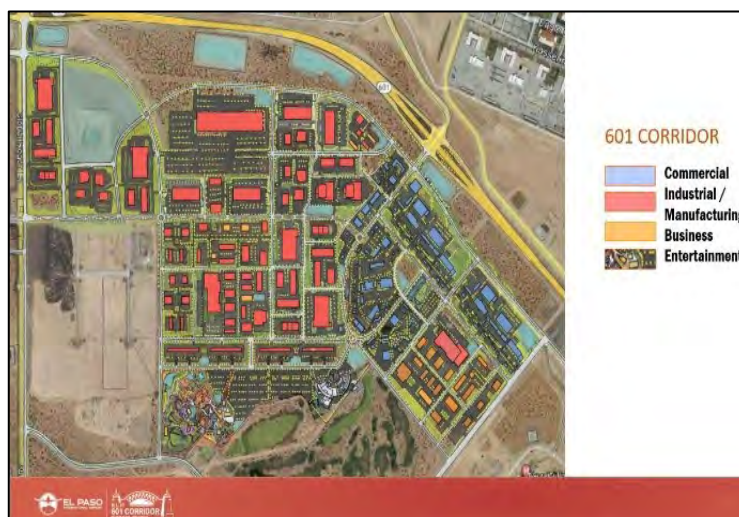 601
601 CORRIDOR
Commercial
Industrial /
Manufacturing
Business
Entertainment
EL PASO
601 CORRIDOR